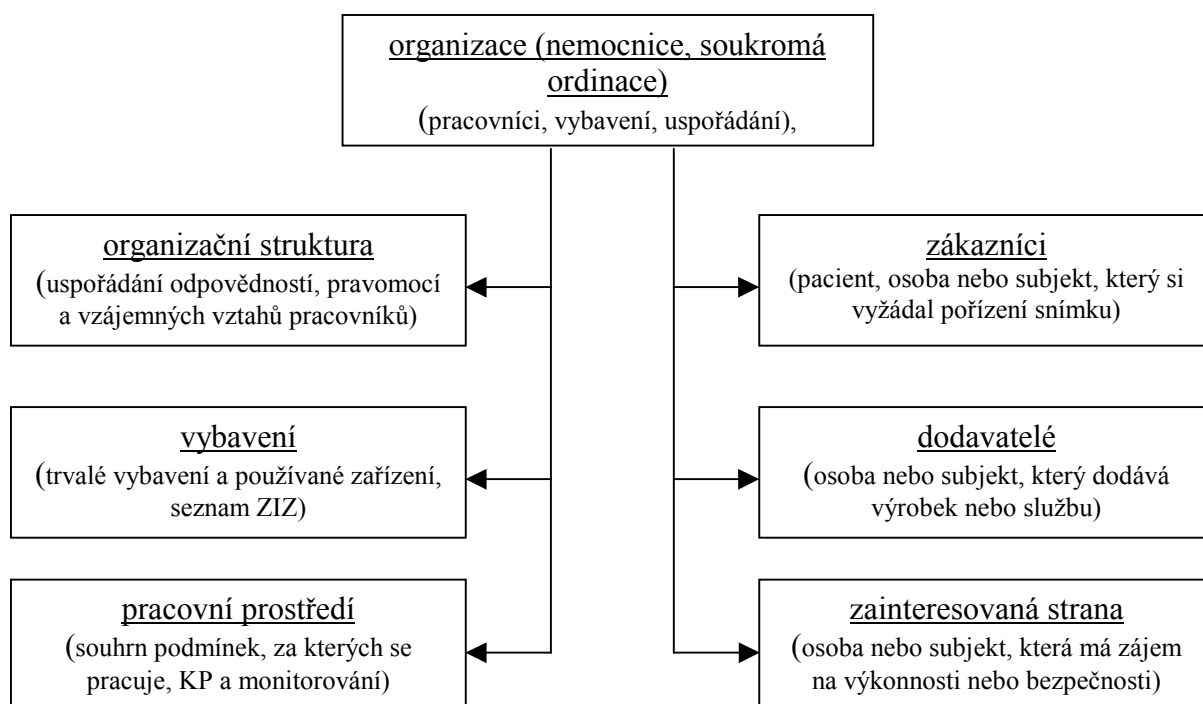 organizace (nemocnice, soukromá
ordinace)
(pracovníci, vybavení, uspořádání),
organizační struktura
(uspořádání odpovědností, pravomocí
a vzájemných vztahů pracovníků)
zákazníci
(pacient, osoba nebo subjekt, který si
vyžádal pořízení snímku)
vybavení
(trvalé vybavení a používané zařízení,
seznam ZIZ)
dodavatelé
(osoba nebo subjekt, který dodává
výrobek nebo službu)
pracovní prostředí
(souhrn podmínek, za kterých se
pracuje, KP a monitorování)
zainteresovaná strana
(osoba nebo subjekt, která má zájem
na výkonnosti nebo bezpečnosti)